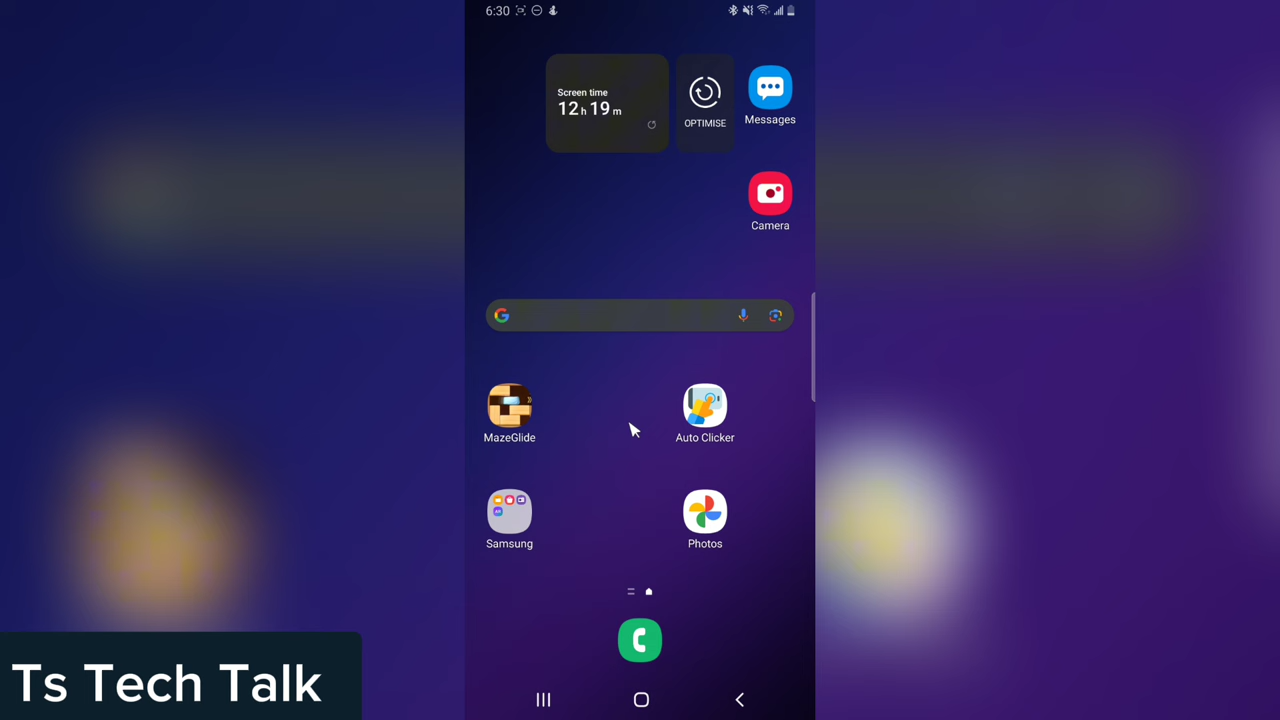 6:30
Screen time
12 h 19 m
OPTIMISE
Messages
Camera
MazeGlide
Auto Clicker
Samsung
Photos
Ts Tech Talk